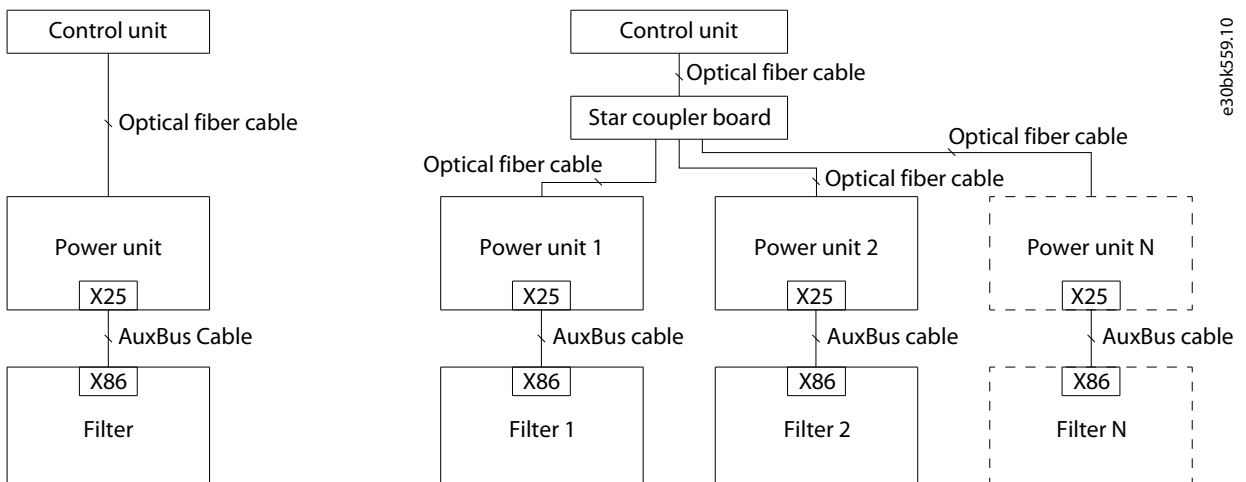 Control unit
Optical fiber cable
Power unit
X25
AuxBus Cable
X86
Filter
Control unit
Optical fiber cable
Star coupler board
Optical fiber cable
Optical fiber cable
Optical fiber cable
Power unit 1
X25
AuxBus cable
X86
Filter 1
Power unit 2
X25
AuxBus cable
X86
Filter 2
Power unit N
X25
AuxBus cable
X86
Filter N
e30bk559.10